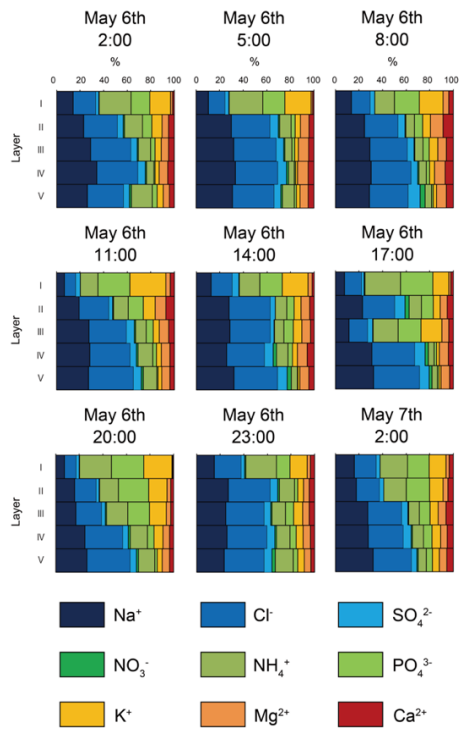 May 6th May 6th May 6th
2:00 5:00 8:00
% % %
0 20 40 60 80 100 0 20 40 60 80 100 0 20 40 60 80 100
Layer
I
II
III
IV
V
May 6th May 6th May 6th
11:00 14:00 17:00
Layer
I
II
III
IV
V
May 6th May 6th May 7th
20:00 23:00 2:00
Layer
I
II
III
IV
V
Na⁺ Cl⁻ SO₄²⁻
NO₃⁻ NH₄⁺ PO₄³⁻
K⁺ Mg²⁺ Ca²⁺